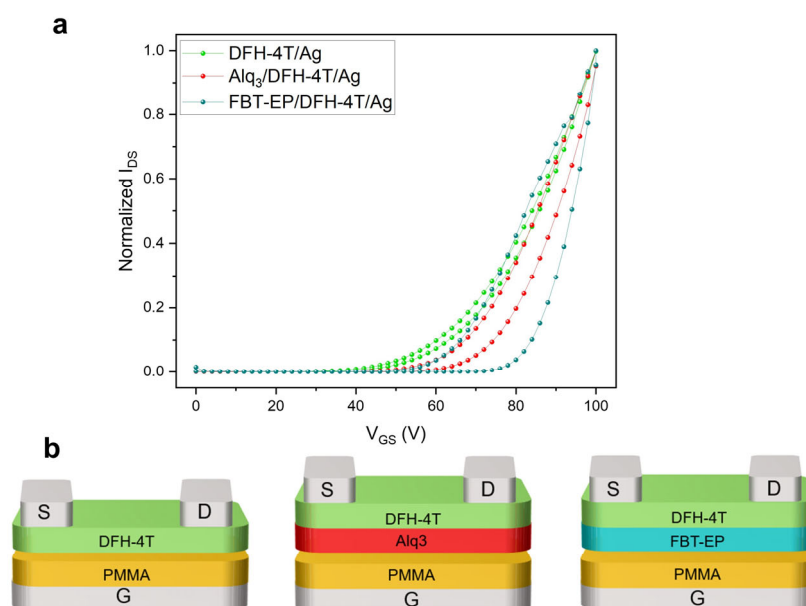 a
1.0
0.8
0.6
0.4
0.2
0.0
Normalized I_DS
DFH-4T/Ag
Alq₃/DFH-4T/Ag
FBT-EP/DFH-4T/Ag
0 20 40 60 80 100
V_GS (V)
b
S D
DFH-4T
PMMA
G
S D
DFH-4T
Alq3
PMMA
G
S D
DFH-4T
FBT-EP
PMMA
G